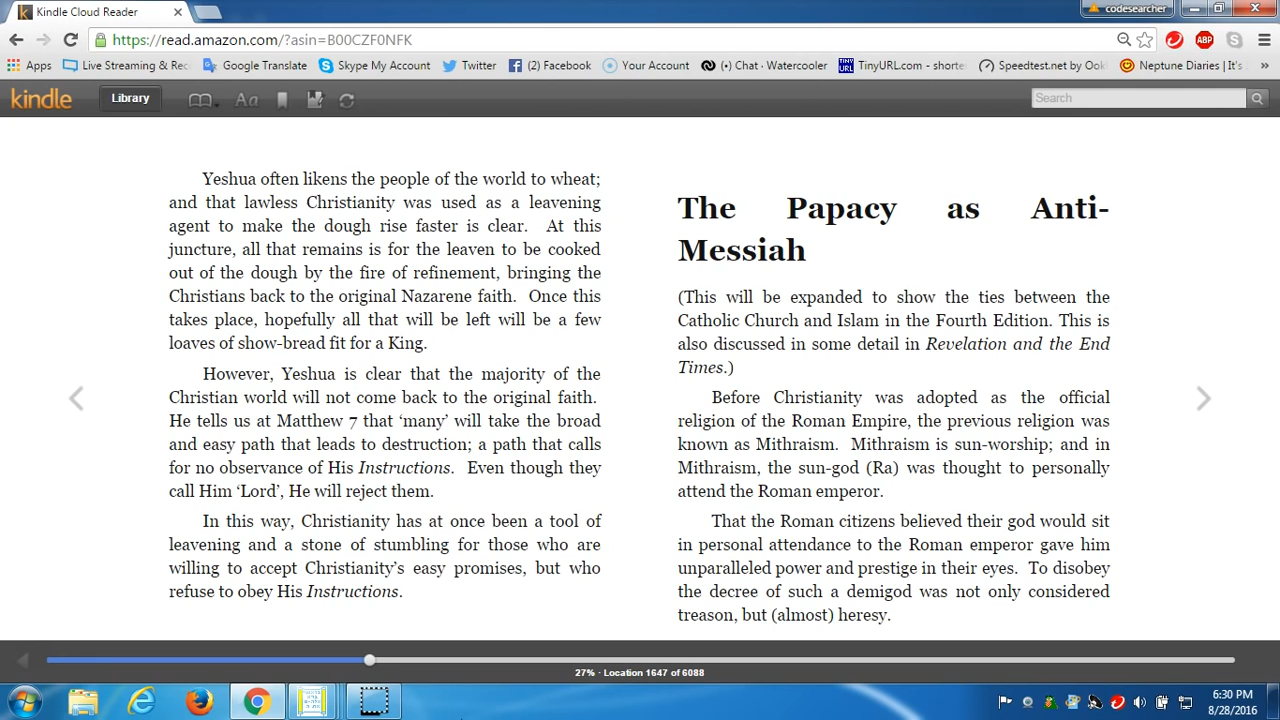 Kindle Cloud Reader
codesearcher
https://read.amazon.com/?asin=B00CZF0NFK
Apps
Live Streaming & Rec
Google Translate
Skype My Account
Twitter
(2) Facebook
Your Account
(•) Chat · Watercooler
TinyURL.com - shorte
Speedtest.net by Ook
Neptune Diaries | It's
kindle
Library
Aa
Search
Yeshua often likens the people of the world to wheat;
and that lawless Christianity was used as a leavening
agent to make the dough rise faster is clear. At this
juncture, all that remains is for the leaven to be cooked
out of the dough by the fire of refinement, bringing the
Christians back to the original Nazarene faith. Once this
takes place, hopefully all that will be left will be a few
loaves of show-bread fit for a King.
However, Yeshua is clear that the majority of the
Christian world will not come back to the original faith.
He tells us at Matthew 7 that ‘many’ will take the broad
and easy path that leads to destruction; a path that calls
for no observance of His Instructions. Even though they
call Him ‘Lord’, He will reject them.
In this way, Christianity has at once been a tool of
leavening and a stone of stumbling for those who are
willing to accept Christianity’s easy promises, but who
refuse to obey His Instructions.
The Papacy as Anti-
Messiah
(This will be expanded to show the ties between the
Catholic Church and Islam in the Fourth Edition. This is
also discussed in some detail in Revelation and the End
Times.)
Before Christianity was adopted as the official
religion of the Roman Empire, the previous religion was
known as Mithraism. Mithraism is sun-worship; and in
Mithraism, the sun-god (Ra) was thought to personally
attend the Roman emperor.
That the Roman citizens believed their god would sit
in personal attendance to the Roman emperor gave him
unparalleled power and prestige in their eyes. To disobey
the decree of such a demigod was not only considered
treason, but (almost) heresy.
27% · Location 1647 of 6088
6:30 PM
8/28/2016